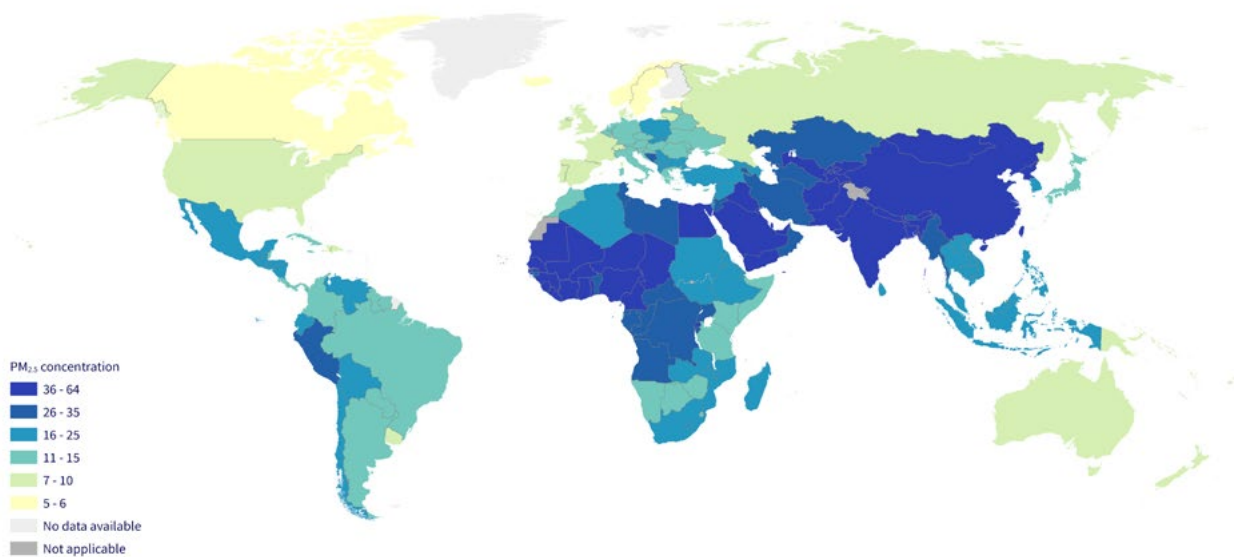 PM₂.₅ concentration
36 - 64
26 - 35
16 - 25
11 - 15
7 - 10
5 - 6
No data available
Not applicable